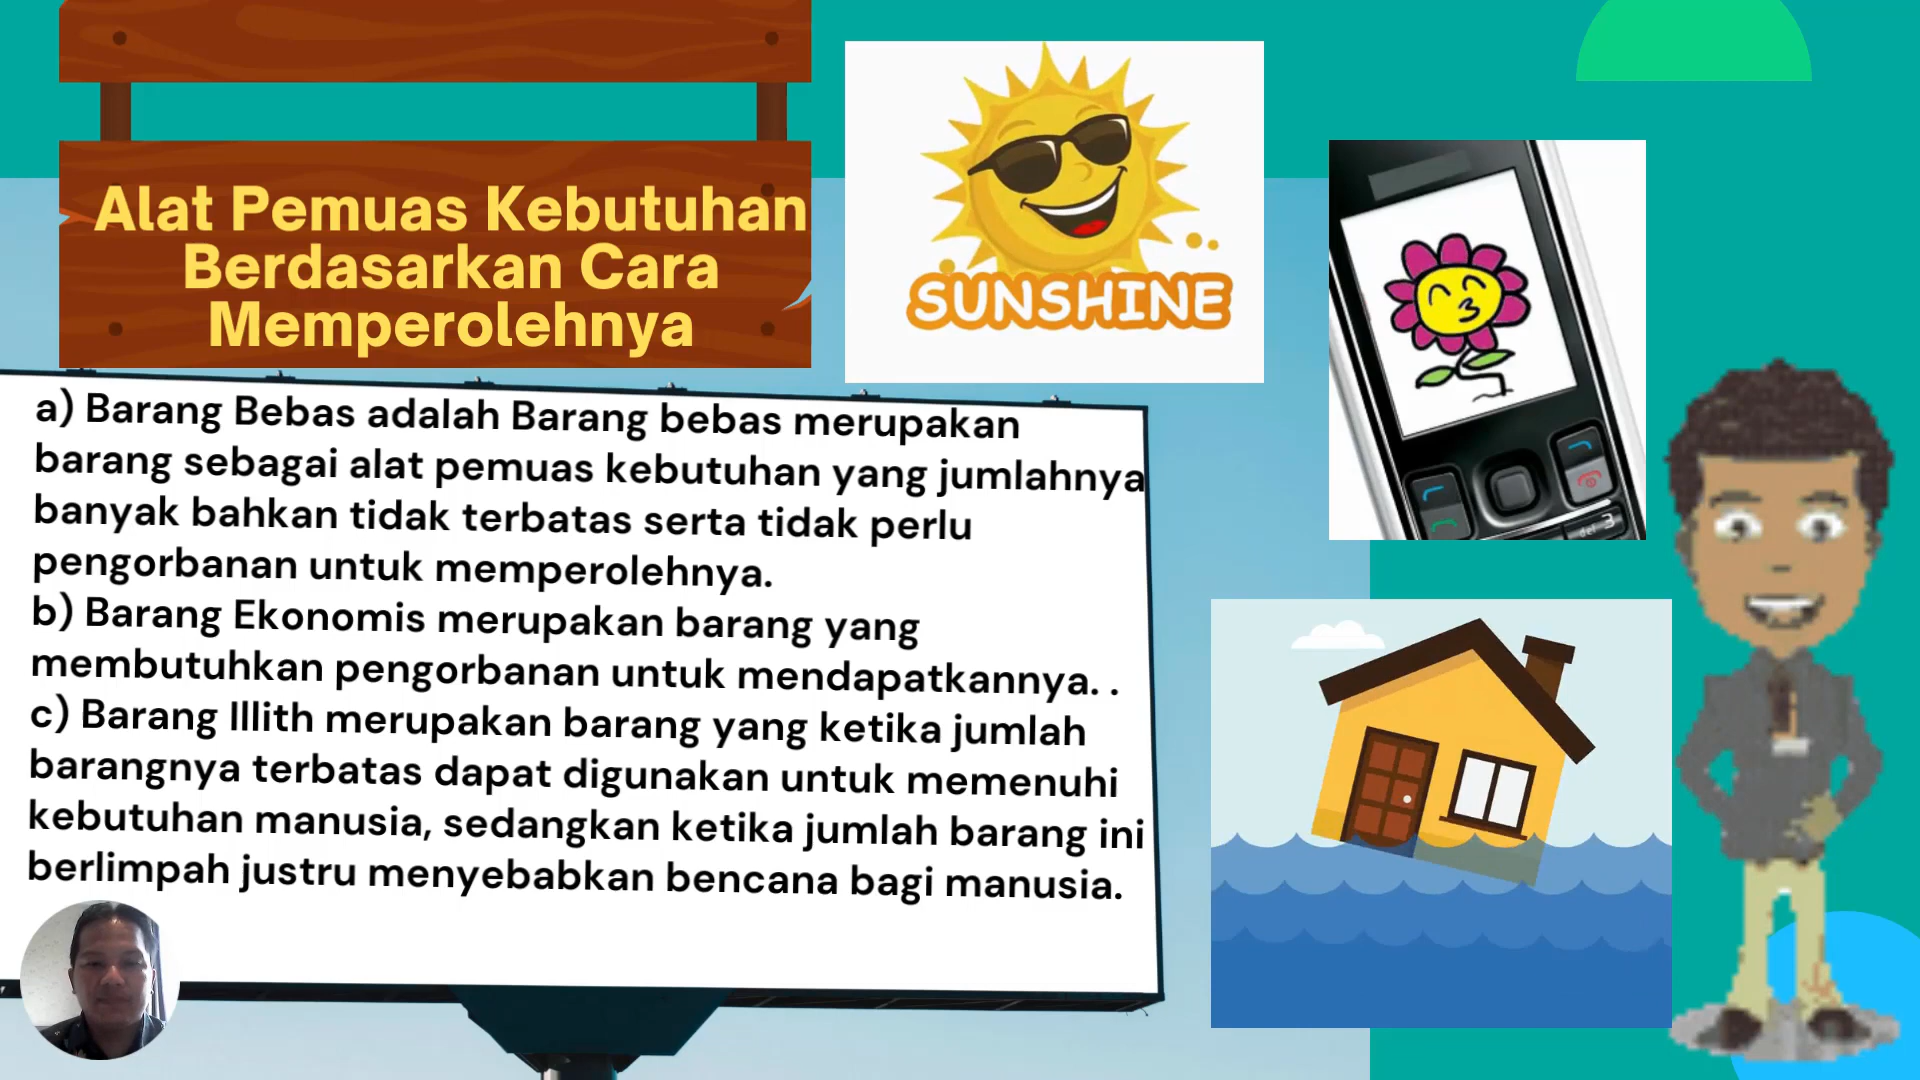 Alat Pemuas Kebutuhan
Berdasarkan Cara
Memperolehnya
SUNSHINE
def 3
a) Barang Bebas adalah Barang bebas merupakan
barang sebagai alat pemuas kebutuhan yang jumlahnya
banyak bahkan tidak terbatas serta tidak perlu
pengorbanan untuk memperolehnya.
b) Barang Ekonomis merupakan barang yang
membutuhkan pengorbanan untuk mendapatkannya. .
c) Barang Illith merupakan barang yang ketika jumlah
barangnya terbatas dapat digunakan untuk memenuhi
kebutuhan manusia, sedangkan ketika jumlah barang ini
berlimpah justru menyebabkan bencana bagi manusia.